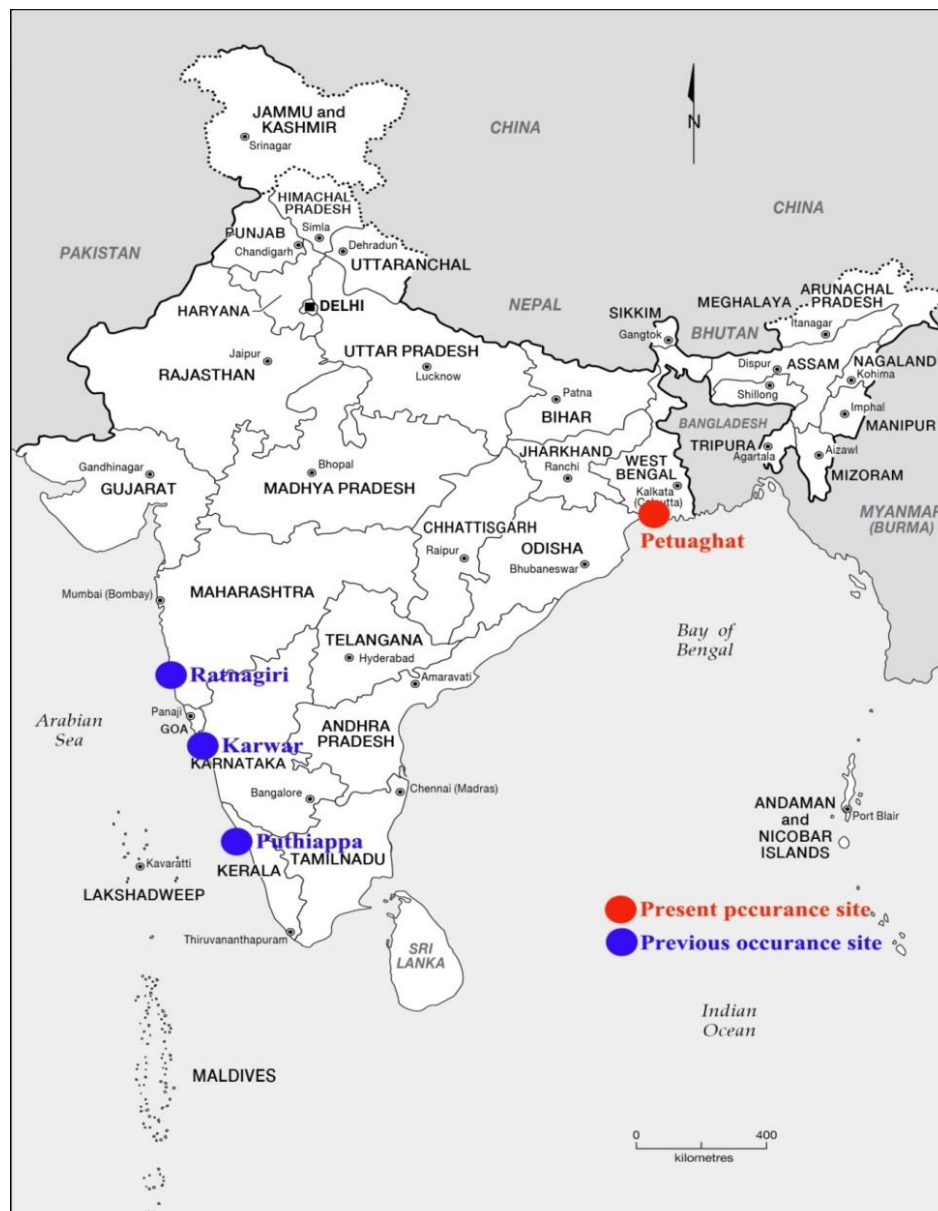 JAMMU and
KASHMIR
Srinagar
CHINA
N
HIMACHAL
PRADESH
Simla
PUNJAB
Chandigarh
Dehradun
UTTARANCHAL
CHINA
PAKISTAN
HARYANA
DELHI
NEPAL
SIKKIM
Gangtok
MEGHALAYA
BHUTAN
ARUNACHAL
PRADESH
Itanagar
Jaipur
RAJASTHAN
UTTAR PRADESH
Lucknow
Dispur
ASSAM
NAGALAND
Kohima
Shillong
Patna
BIHAR
Imphal
MANIPUR
BANGLADESH
TRIPURA
Agartala
Aizawl
MIZORAM
Gandhinagar
GUJARAT
Bhopal
MADHYA PRADESH
JHARKHAND
Ranchi
WEST
BENGAL
Kalkata
(Calcutta)
Petuaghat
MYANMAR
(BURMA)
CHHATTISGARH
Raipur
ODISHA
Bhubaneswar
Mumbai (Bombay)
MAHARASHTRA
TELANGANA
Hyderabad
Bay of
Bengal
Ratnagiri
Amaravati
Arabian
Sea
Panaji
GOA
ANDHRA
PRADESH
Karwar
KARNATAKA
Bangalore
Chennai (Madras)
ANDAMAN
and
NICOBAR
ISLANDS
Port Blair
Puthiappa
TAMILNADU
KERALA
Kavaratti
LAKSHADWEEP
Thiruvananthapuram
SRI
LANKA
Present pccurance site
Previous occurance site
Indian
Ocean
MALDIVES
0 400
kilometres